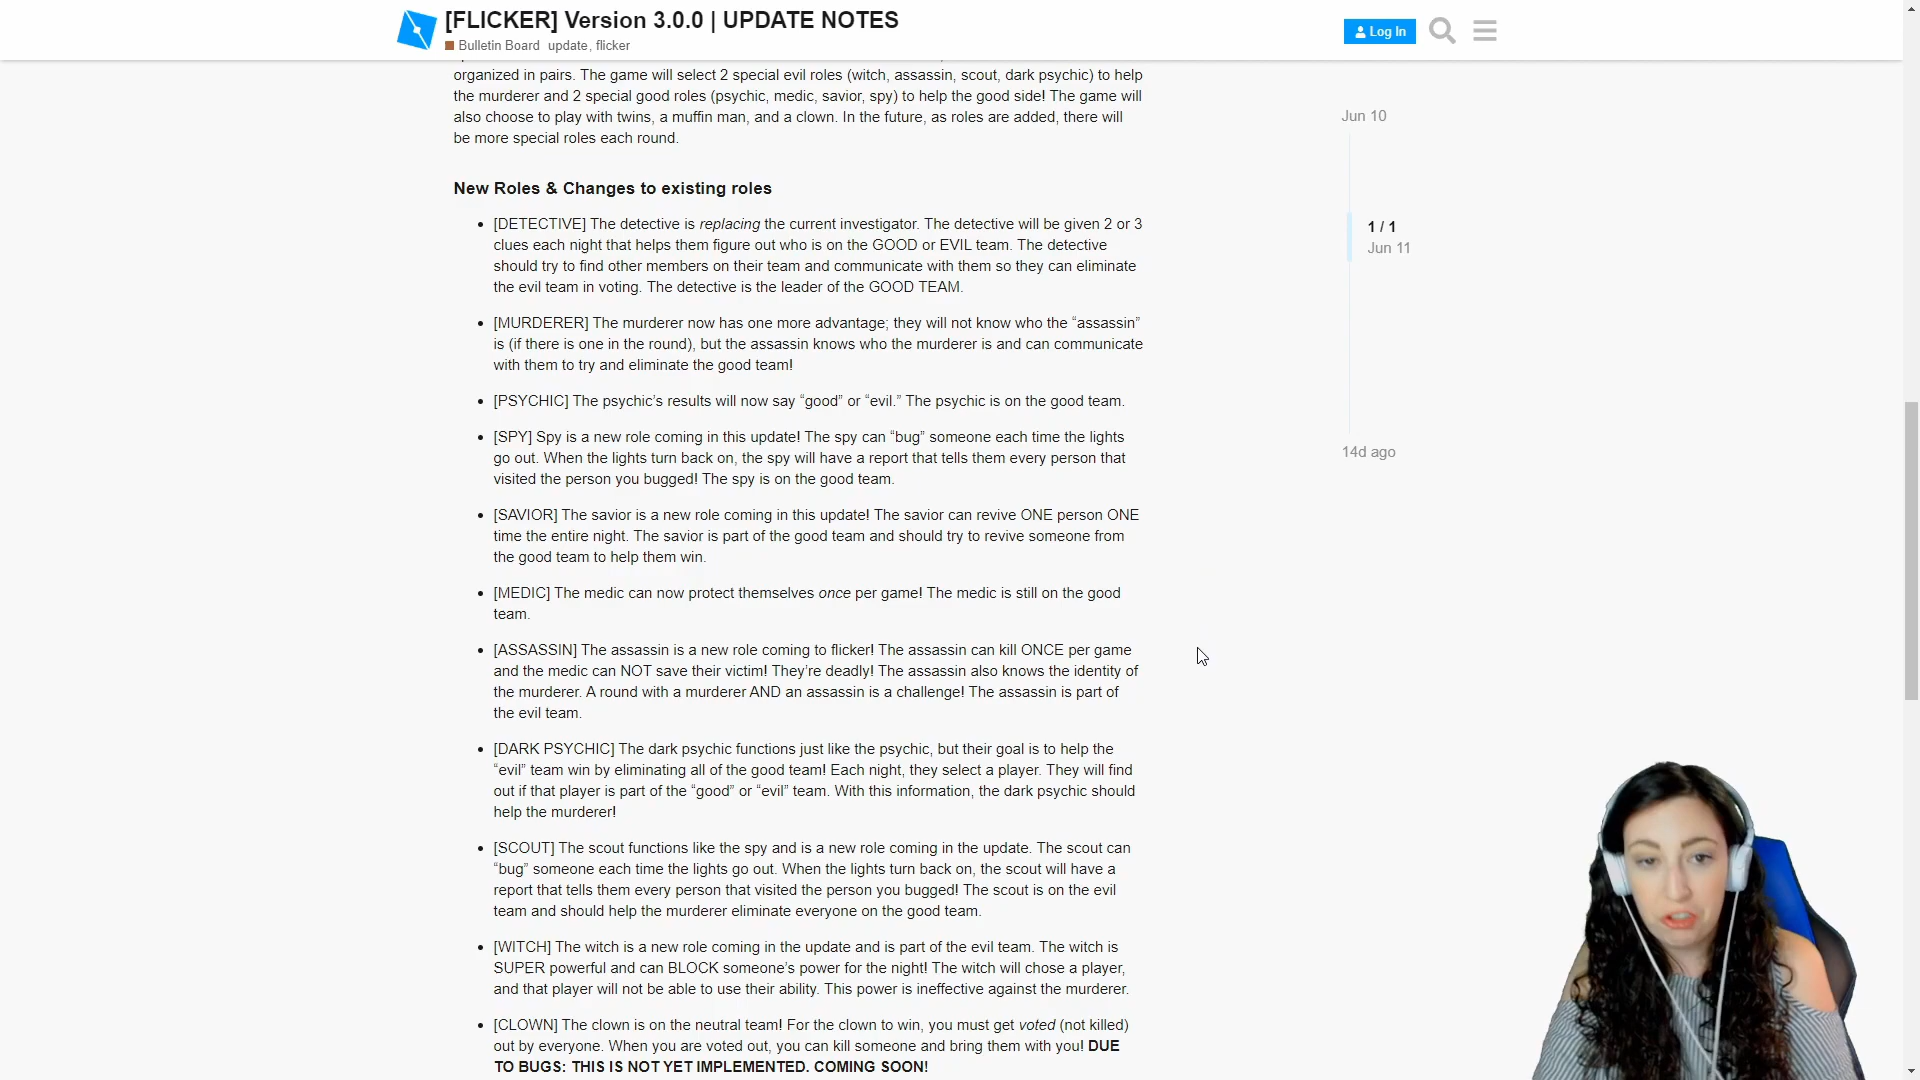 [FLICKER] Version 3.0.0 | UPDATE NOTES
Bulletin Board update, flicker
Log In
organized in pairs. The game will select 2 special evil roles (witch, assassin, scout, dark psychic) to help
the murderer and 2 special good roles (psychic, medic, savior, spy) to help the good side! The game will
also choose to play with twins, a muffin man, and a clown. In the future, as roles are added, there will
be more special roles each round.
New Roles & Changes to existing roles
• [DETECTIVE] The detective is replacing the current investigator. The detective will be given 2 or 3
clues each night that helps them figure out who is on the GOOD or EVIL team. The detective
should try to find other members on their team and communicate with them so they can eliminate
the evil team in voting. The detective is the leader of the GOOD TEAM.
• [MURDERER] The murderer now has one more advantage; they will not know who the “assassin”
is (if there is one in the round), but the assassin knows who the murderer is and can communicate
with them to try and eliminate the good team!
• [PSYCHIC] The psychic’s results will now say “good” or “evil.” The psychic is on the good team.
• [SPY] Spy is a new role coming in this update! The spy can “bug” someone each time the lights
go out. When the lights turn back on, the spy will have a report that tells them every person that
visited the person you bugged! The spy is on the good team.
• [SAVIOR] The savior is a new role coming in this update! The savior can revive ONE person ONE
time the entire night. The savior is part of the good team and should try to revive someone from
the good team to help them win.
• [MEDIC] The medic can now protect themselves once per game! The medic is still on the good
team.
• [ASSASSIN] The assassin is a new role coming to flicker! The assassin can kill ONCE per game
and the medic can NOT save their victim! They’re deadly! The assassin also knows the identity of
the murderer. A round with a murderer AND an assassin is a challenge! The assassin is part of
the evil team.
• [DARK PSYCHIC] The dark psychic functions just like the psychic, but their goal is to help the
“evil” team win by eliminating all of the good team! Each night, they select a player. They will find
out if that player is part of the “good” or “evil” team. With this information, the dark psychic should
help the murderer!
• [SCOUT] The scout functions like the spy and is a new role coming in the update. The scout can
“bug” someone each time the lights go out. When the lights turn back on, the scout will have a
report that tells them every person that visited the person you bugged! The scout is on the evil
team and should help the murderer eliminate everyone on the good team.
• [WITCH] The witch is a new role coming in the update and is part of the evil team. The witch is
SUPER powerful and can BLOCK someone’s power for the night! The witch will chose a player,
and that player will not be able to use their ability. This power is ineffective against the murderer.
• [CLOWN] The clown is on the neutral team! For the clown to win, you must get voted (not killed)
out by everyone. When you are voted out, you can kill someone and bring them with you! DUE
TO BUGS: THIS IS NOT YET IMPLEMENTED. COMING SOON!
Jun 10
1 / 1
Jun 11
14d ago